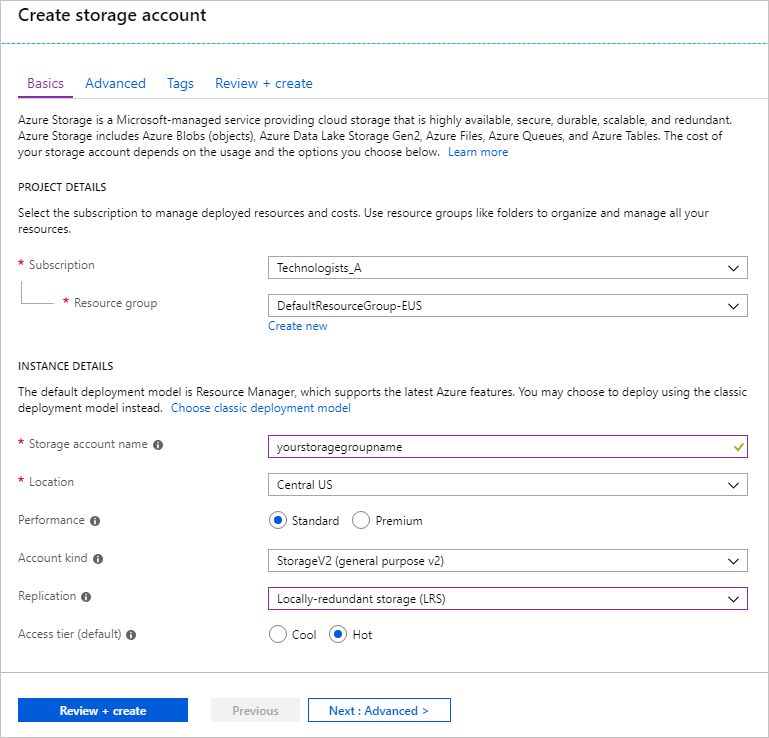 Create storage account
Basics Advanced Tags Review + create
Azure Storage is a Microsoft-managed service providing cloud storage that is highly available, secure, durable, scalable, and redundant.
Azure Storage includes Azure Blobs (objects), Azure Data Lake Storage Gen2, Azure Files, Azure Queues, and Azure Tables. The cost of
your storage account depends on the usage and the options you choose below. Learn more
PROJECT DETAILS
Select the subscription to manage deployed resources and costs. Use resource groups like folders to organize and manage all your
resources.
* Subscription Technologists_A
* Resource group DefaultResourceGroup-EUS
Create new
INSTANCE DETAILS
The default deployment model is Resource Manager, which supports the latest Azure features. You may choose to deploy using the classic
deployment model instead. Choose classic deployment model
* Storage account name yourstoragegroupname
* Location Central US
Performance Standard Premium
Account kind StorageV2 (general purpose v2)
Replication Locally-redundant storage (LRS)
Access tier (default) Cool Hot
Review + create Previous Next : Advanced >